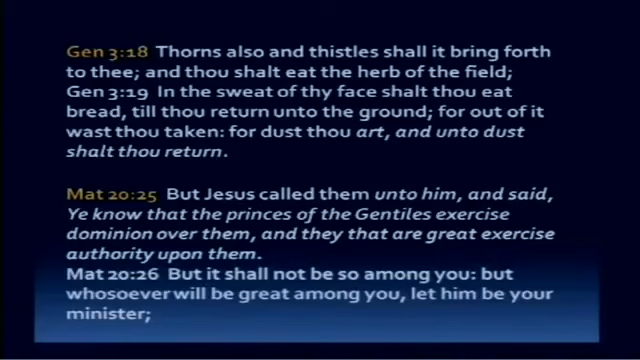 Gen 3:18 Thorns also and thistles shall it bring forth
to thee; and thou shalt eat the herb of the field;
Gen 3:19 In the sweat of thy face shalt thou eat
bread, till thou return unto the ground; for out of it
wast thou taken: for dust thou art, and unto dust
shalt thou return.
Mat 20:25 But Jesus called them unto him, and said,
Ye know that the princes of the Gentiles exercise
dominion over them, and they that are great exercise
authority upon them.
Mat 20:26 But it shall not be so among you: but
whosoever will be great among you, let him be your
minister;